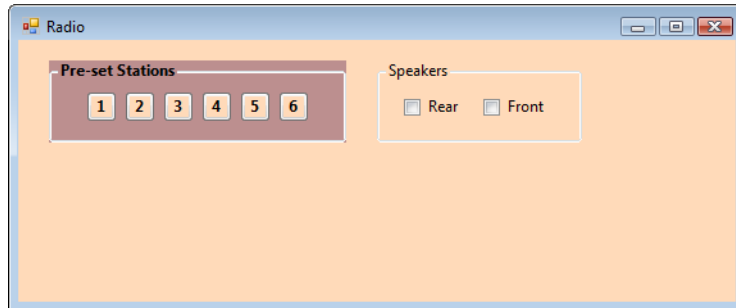 Radio
Pre-set Stations
1 2 3 4 5 6
Speakers
Rear Front